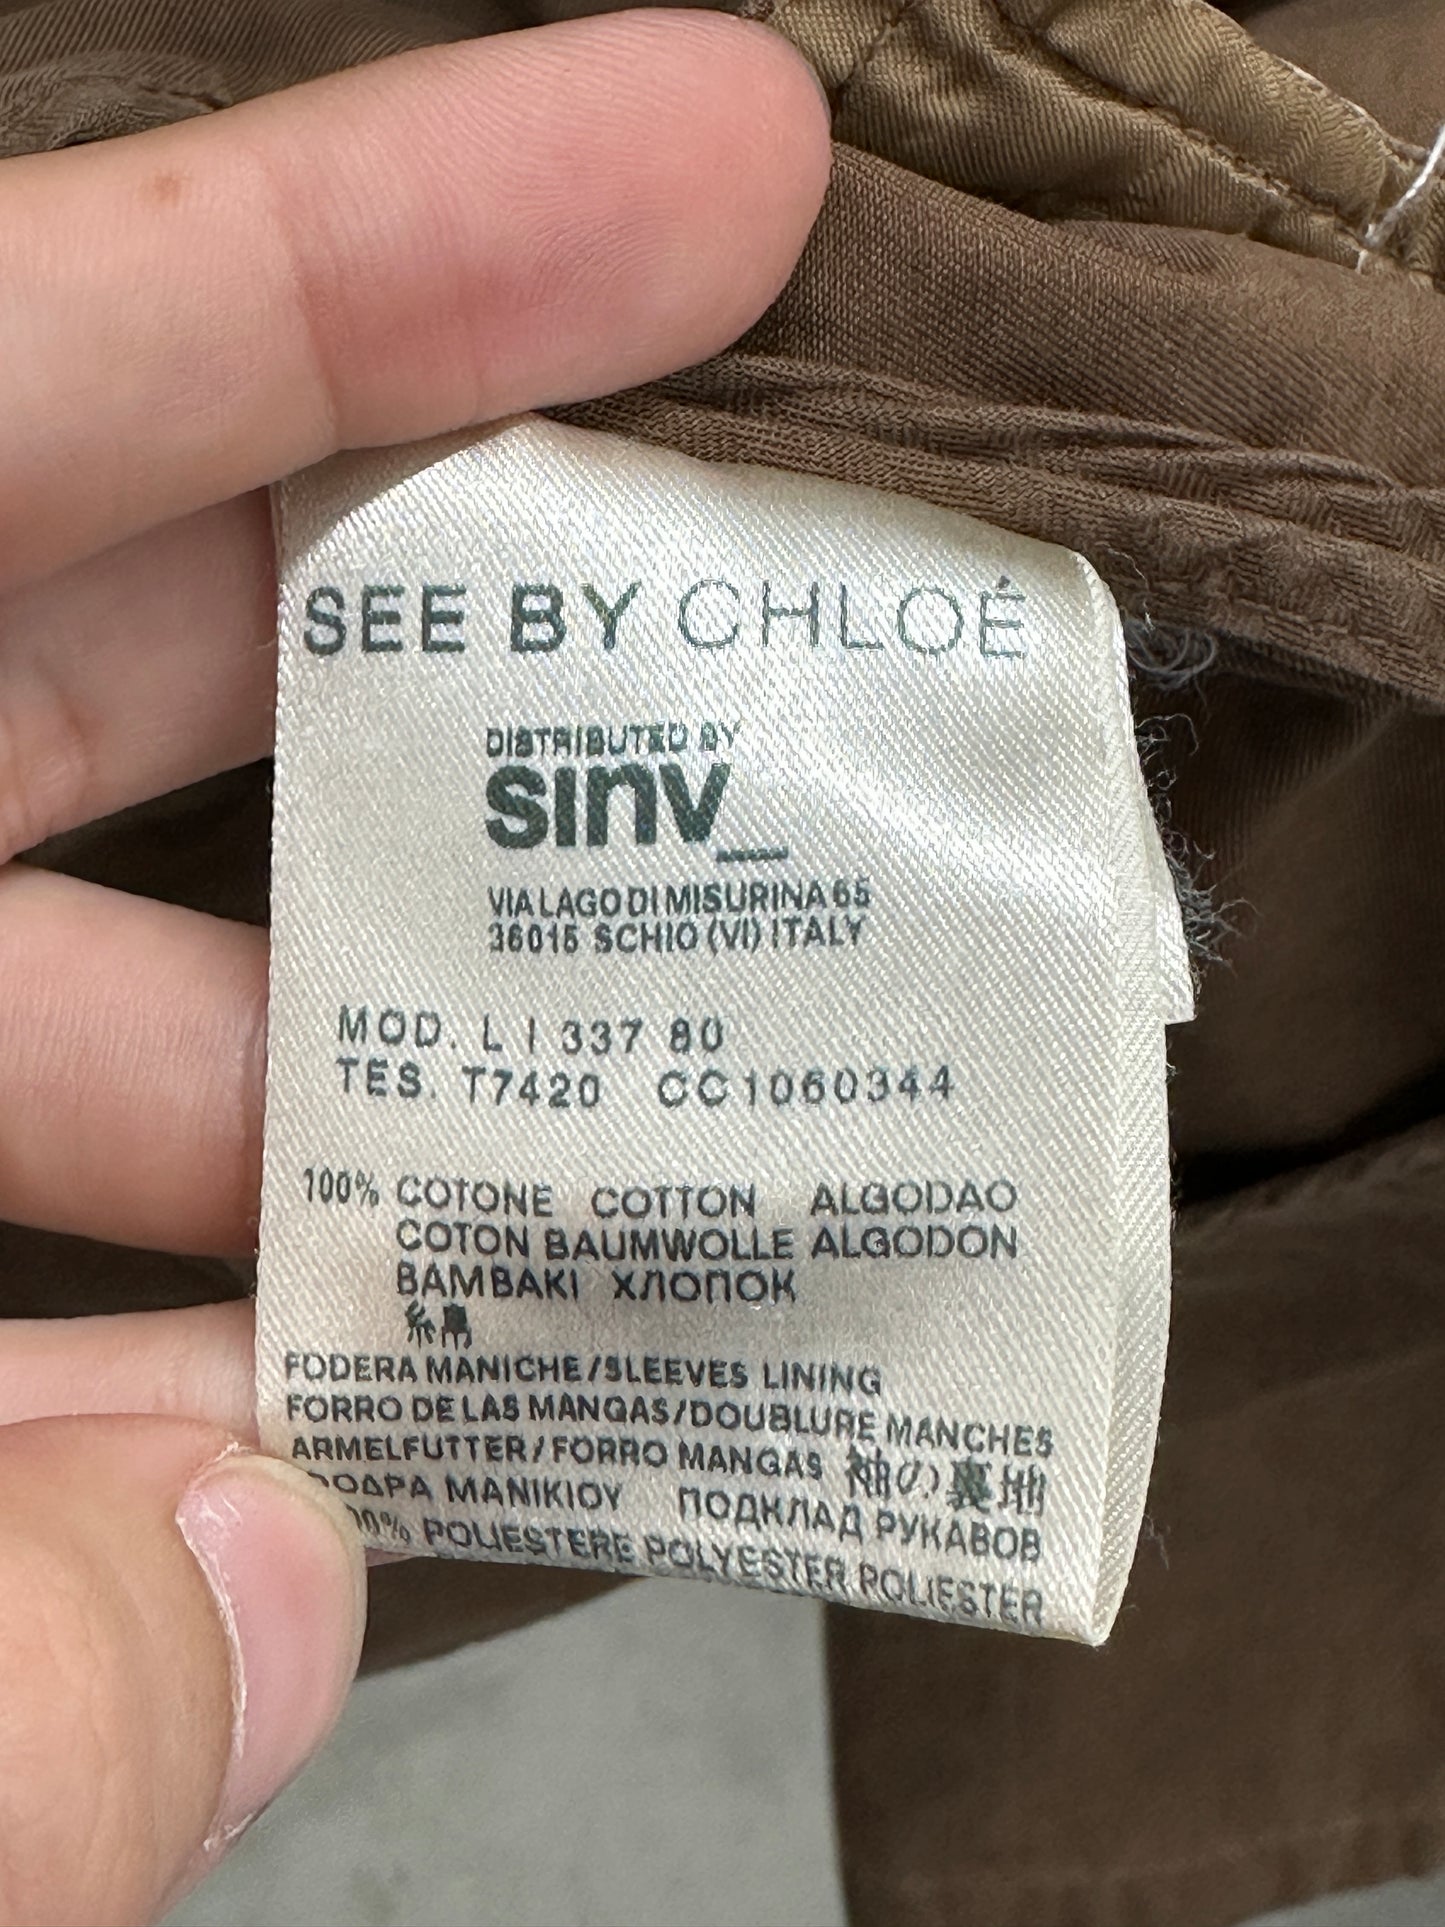 SEE BY CHLOÉ
DISTRIBUTED BY
sinv_
VIA LAGO DI MISURINA 65
36015 SCHIO (VI) ITALY
MOD. L I 337 80
TES. T7420 CC1060344
100% COTONE COTTON ALGODAO
COTON BAUMWOLLE ALGODON
BAMBAKI ХЛОПОК
FODERA MANICHE/SLEEVES LINING
FORRO DE LAS MANGAS/DOUBLURE MANCHES
ARMELFUTTER/FORRO MANGAS 袖の裏地
ΜΑΝΙΚΙΟΥ ПОДКЛАД РУКАВОВ
POLIESTERE POLYESTER POLIESTER